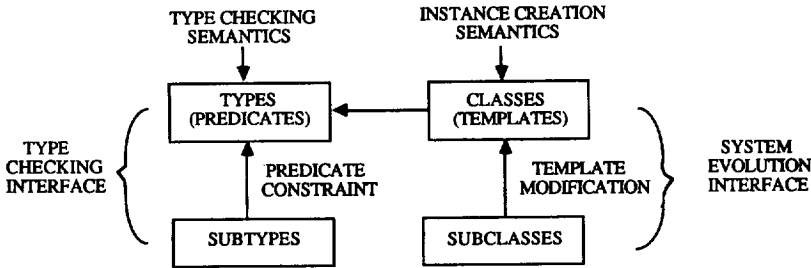 TYPE CHECKING
SEMANTICS
INSTANCE CREATION
SEMANTICS
TYPES
(PREDICATES)
CLASSES
(TEMPLATES)
TYPE
CHECKING
INTERFACE
PREDICATE
CONSTRAINT
TEMPLATE
MODIFICATION
SYSTEM
EVOLUTION
INTERFACE
SUBTYPES
SUBCLASSES